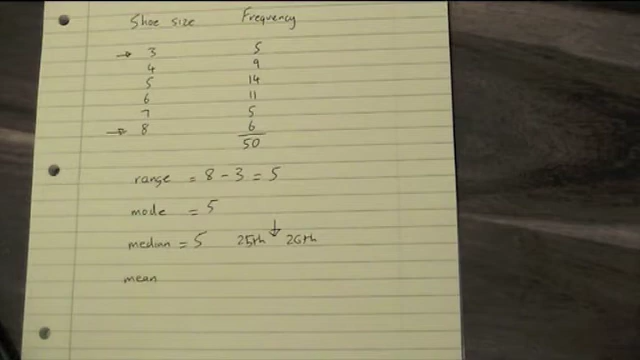 Shoe size Frequency
→ 3 5
4 9
5 14
6 11
7 5
→ 8 6
50
range = 8 - 3 = 5
mode = 5
median = 5 25th ↓ 26th
mean